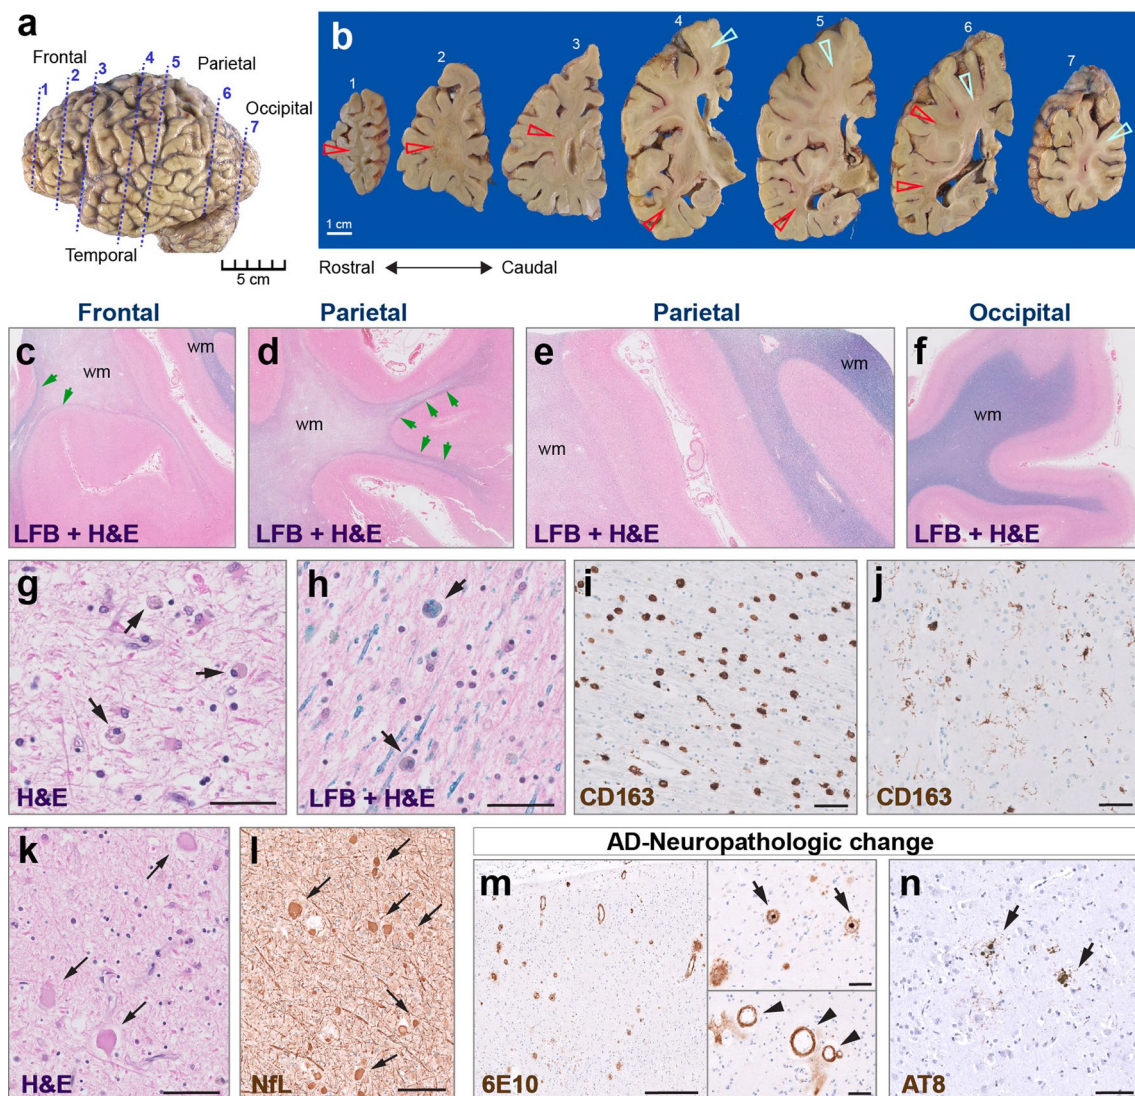 a
Frontal
Parietal
Occipital
1
2
3
4
5
6
7
Temporal
5 cm
b
1
2
3
4
5
6
7
1 cm
Rostral
Caudal
Frontal
Parietal
Parietal
Occipital
c
wm
wm
LFB + H&E
d
wm
LFB + H&E
e
wm
wm
LFB + H&E
f
wm
LFB + H&E
g
H&E
h
LFB + H&E
i
CD163
j
CD163
k
H&E
l
NfL
AD-Neuropathologic change
m
6E10
n
AT8